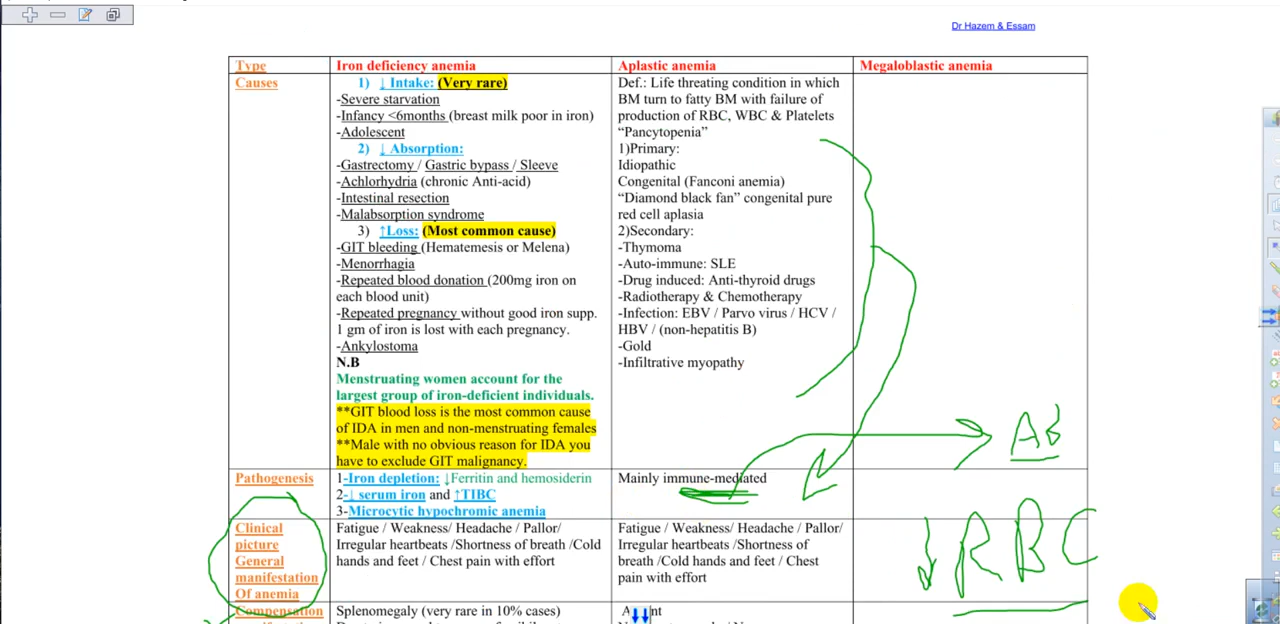 Dr Hazem & Essam
Type
Iron deficiency anemia
Aplastic anemia
Megaloblastic anemia
Causes
1) ↓ Intake: (Very rare)
-Severe starvation
-Infancy <6months (breast milk poor in iron)
-Adolescent
2) ↓ Absorption:
-Gastrectomy / Gastric bypass / Sleeve
-Achlorhydria (chronic Anti-acid)
-Intestinal resection
-Malabsorption syndrome
3) ↑Loss: (Most common cause)
-GIT bleeding (Hematemesis or Melena)
-Menorrhagia
-Repeated blood donation (200mg iron on
each blood unit)
-Repeated pregnancy without good iron supp.
1 gm of iron is lost with each pregnancy.
-Ankylostoma
N.B
Menstruating women account for the
largest group of iron-deficient individuals.
**GIT blood loss is the most common cause
of IDA in men and non-menstruating females
**Male with no obvious reason for IDA you
have to exclude GIT malignancy.
Def.: Life threating condition in which
BM turn to fatty BM with failure of
production of RBC, WBC & Platelets
“Pancytopenia”
1)Primary:
Idiopathic
Congenital (Fanconi anemia)
“Diamond black fan” congenital pure
red cell aplasia
2)Secondary:
-Thymoma
-Auto-immune: SLE
-Drug induced: Anti-thyroid drugs
-Radiotherapy & Chemotherapy
-Infection: EBV / Parvo virus / HCV /
HBV / (non-hepatitis B)
-Gold
-Infiltrative myopathy
Pathogenesis
1-Iron depletion: ↓Ferritin and hemosiderin
2-↓ serum iron and ↑TIBC
3-Microcytic hypochromic anemia
Mainly immune-mediated
Clinical
picture
General
manifestation
Of anemia
Fatigue / Weakness/ Headache / Pallor/
Irregular heartbeats /Shortness of breath /Cold
hands and feet / Chest pain with effort
Fatigue / Weakness/ Headache / Pallor/
Irregular heartbeats /Shortness of
breath /Cold hands and feet / Chest
pain with effort
Compensation
Splenomegaly (very rare in 10% cases)
↓ RBC